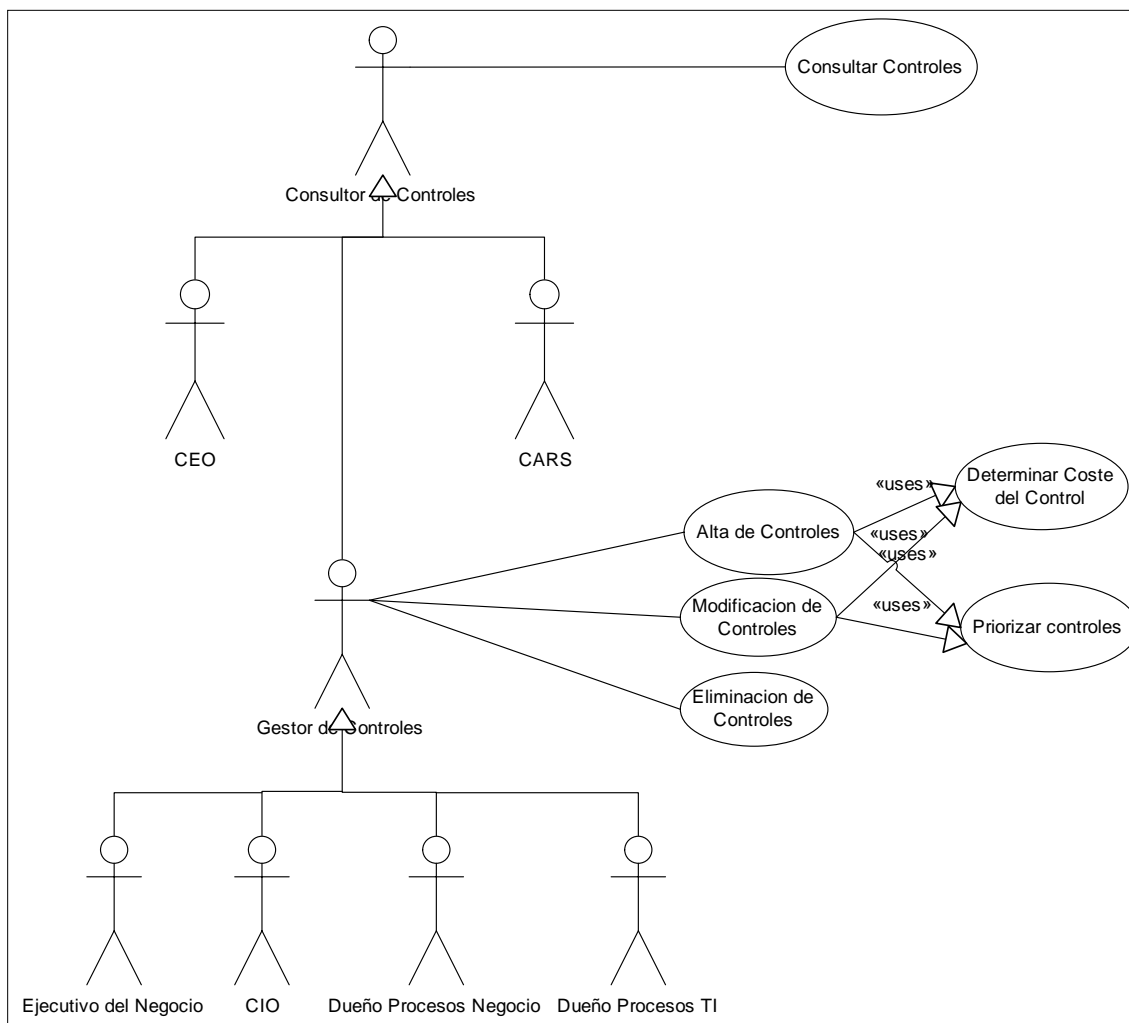 Consultar Controles
Consultor de Controles
CEO
CARS
«uses»
Determinar Coste
del Control
Alta de Controles
«uses»
«uses»
Modificacion de
Controles
«uses»
Priorizar controles
Eliminacion de
Controles
Gestor de Controles
Ejecutivo del Negocio
CIO
Dueño Procesos Negocio
Dueño Procesos TI